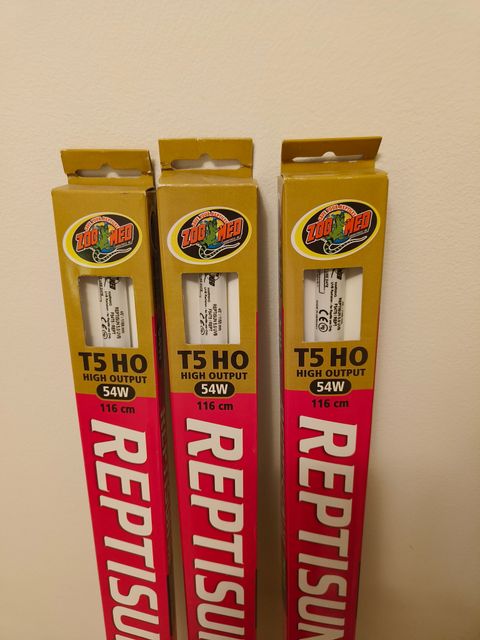 ZOO MED
T5 HO
HIGH OUTPUT
54W
116 cm
REPTISUN
ZOO MED
T5 HO
HIGH OUTPUT
54W
116 cm
REPTISUN
ZOO MED
T5 HO
HIGH OUTPUT
54W
116 cm
REPTISUN